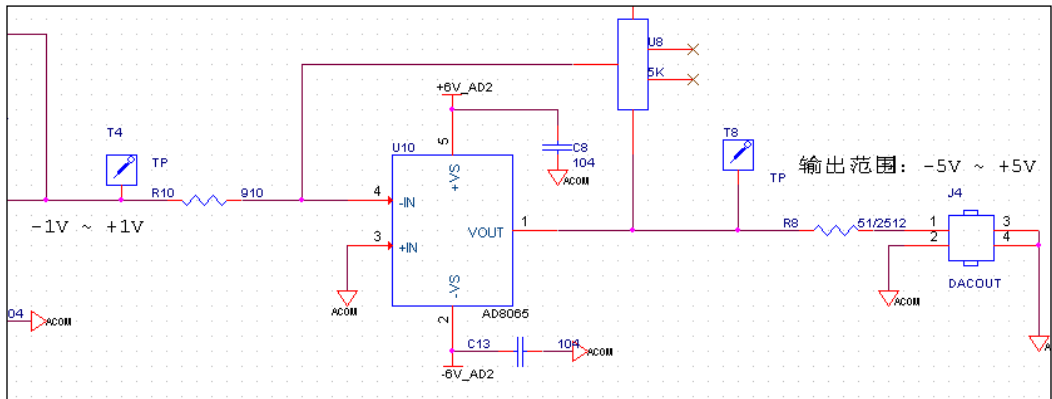 U8
5K
+6V_AD2
T4
TP
R10
910
-1V ~ +1V
04
ACOM
U10
5
+VS
4
-IN
3
+IN
VOUT
1
-VS
2
AD8065
ACOM
C8
104
ACOM
C13
104
ACOM
-6V_AD2
T8
TP
输出范围: -5V ~ +5V
J4
R8
51/2512
1
2
3
4
DACOUT
ACOM